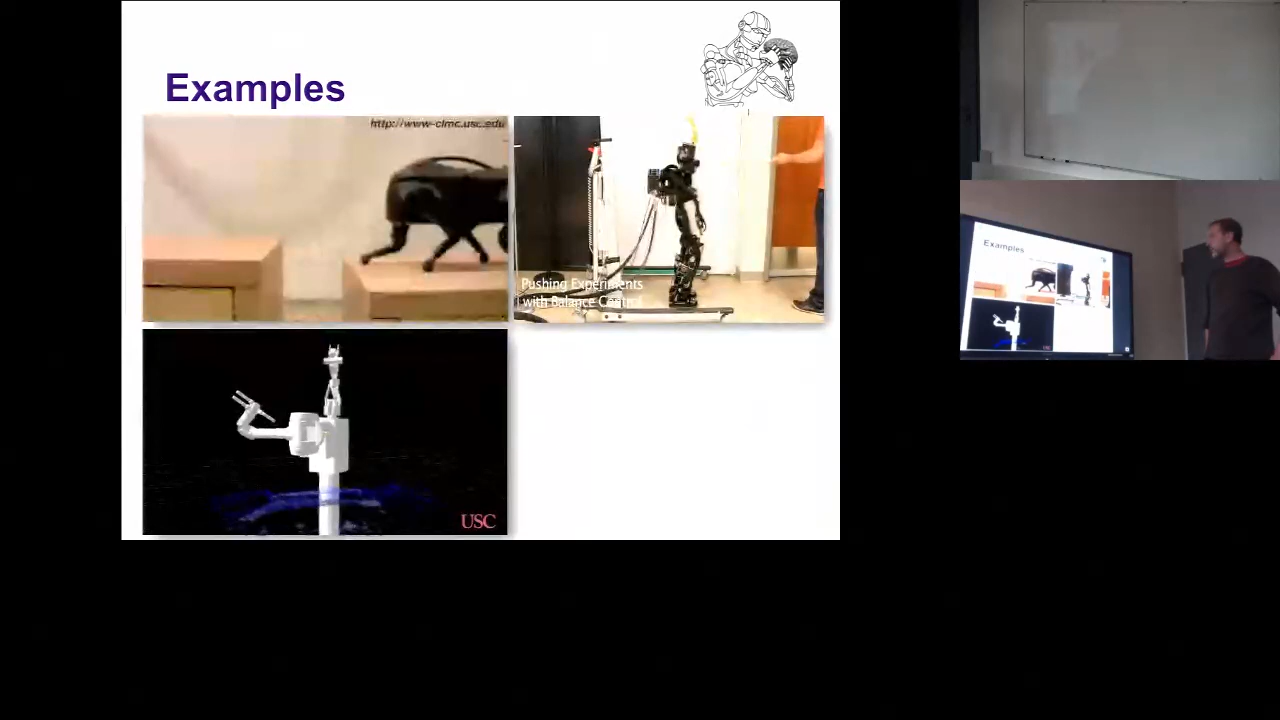 Examples
http://www-clmc.usc.edu
Pushing Experiments
with Balance Control
USC
Examples